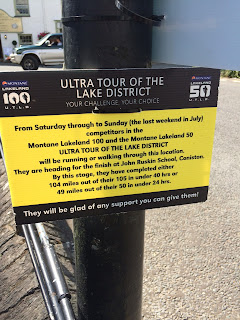 MONTANE
LAKELAND
100
U.T.L.D.
ULTRA TOUR OF THE
LAKE DISTRICT
YOUR CHALLENGE, YOUR CHOICE
MONTANE
LAKELAND
50
U.T.L.D.
From Saturday through to Sunday (the last weekend in July)
competitors in the
Montane Lakeland 100 and the Montane Lakeland 50
ULTRA TOUR OF THE LAKE DISTRICT
will be running or walking through this location.
They are heading for the finish at John Ruskin School, Coniston.
By this stage, they have completed either
104 miles out of their 105 in under 40 hrs or
49 miles out of their 50 in under 24 hrs.
They will be glad of any support you can give them!